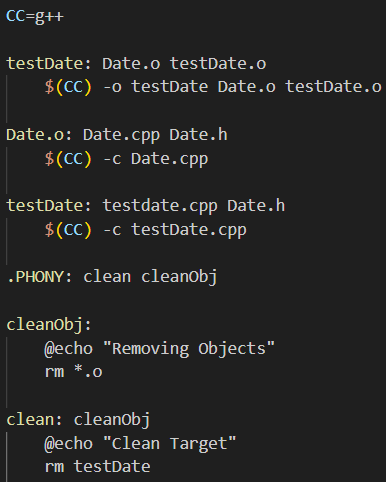 CC=g++
testDate: Date.o testDate.o
$(CC) -o testDate Date.o testDate.o
Date.o: Date.cpp Date.h
$(CC) -c Date.cpp
testDate: testdate.cpp Date.h
$(CC) -c testDate.cpp
.PHONY: clean cleanObj
cleanObj:
@echo "Removing Objects"
rm *.o
clean: cleanObj
@echo "Clean Target"
rm testDate